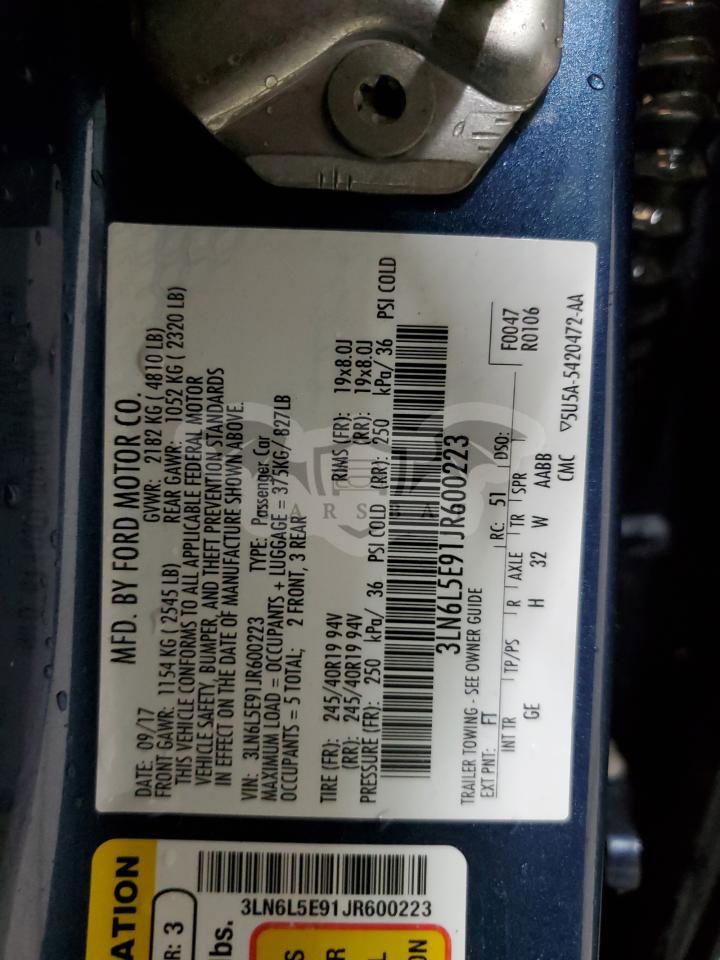 MFD. BY FORD MOTOR CO.
DATE: 09/17 GVWR: 2182 KG ( 4810 LB)
FRONT GAWR: 1154 KG ( 2545 LB) REAR GAWR: 1052 KG ( 2320 LB)
THIS VEHICLE CONFORMS TO ALL APPLICABLE FEDERAL MOTOR
VEHICLE SAFETY, BUMPER, AND THEFT PREVENTION STANDARDS
IN EFFECT ON THE DATE OF MANUFACTURE SHOWN ABOVE.
VIN: 3LN6L5E91JR600223 TYPE: Passenger Car
MAXIMUM LOAD = OCCUPANTS + LUGGAGE = 375KG/ 827LB
OCCUPANTS = 5 TOTAL; 2 FRONT, 3 REAR
TIRE (FR): 245/40R19 94V RIMS (FR): 19x8.0J
(RR): 245/40R19 94V (RR): 19x8.0J
PRESSURE (FR): 250 kPa/ 36 PSI COLD (RR): 250 kPa/ 36 PSI COLD
3LN6L5E91JR600223
TRAILER TOWING - SEE OWNER GUIDE
EXT PNT: FT RC: 51 DSO: F0047
R0106
INT TR TP/PS R AXLE TR SPR
GE H 32 W AABB
CMC ▽5U5A-5420472-AA
ARSBA
3LN6L5E91JR600223
ATION
R: 3
bs.
S
R
L
ON